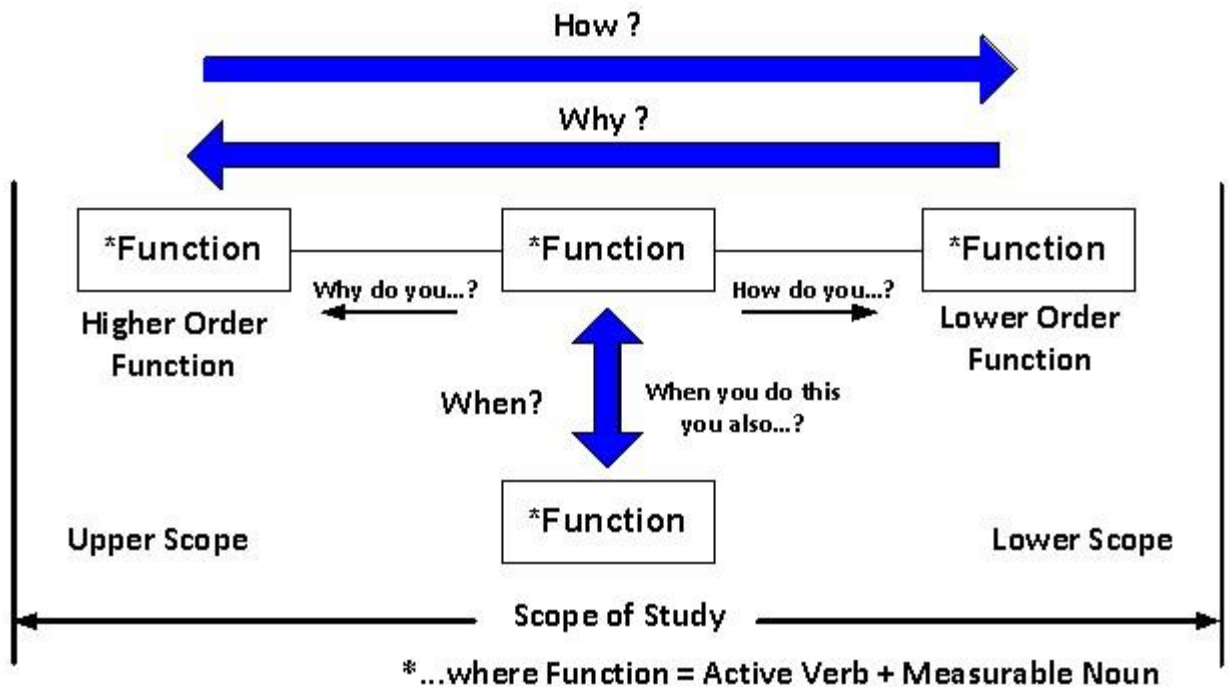 How ?
Why ?
*Function
*Function
*Function
Why do you...?
How do you...?
Higher Order
Function
Lower Order
Function
When?
When you do this
you also...?
*Function
Upper Scope
Lower Scope
Scope of Study
*...where Function = Active Verb + Measurable Noun